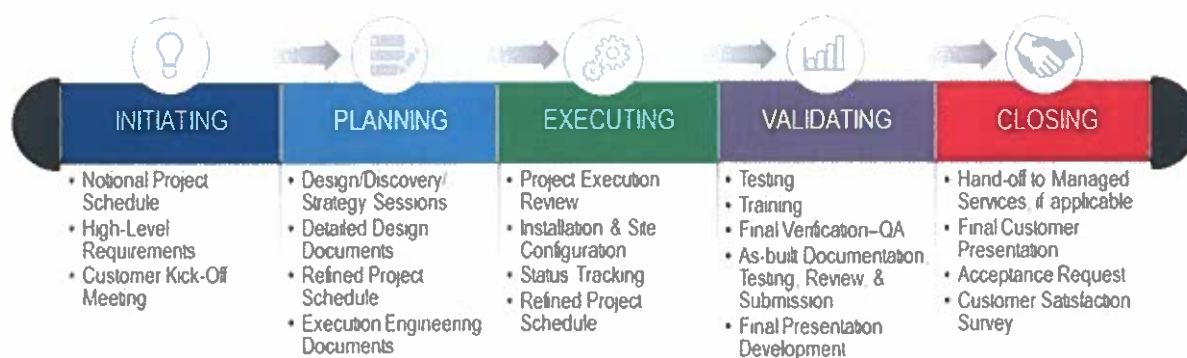 INITIATING
• Notional Project
Schedule
• High-Level
Requirements
• Customer Kick-Off
Meeting
PLANNING
• Design/Discovery/
Strategy Sessions
• Detailed Design
Documents
• Refined Project
Schedule
• Execution Engineering
Documents
EXECUTING
• Project Execution
Review
• Installation & Site
Configuration
• Status Tracking
• Refined Project
Schedule
VALIDATING
• Testing
• Training
• Final Verification–QA
• As-built Documentation,
Testing, Review, &
Submission
• Final Presentation
Development
CLOSING
• Hand-off to Managed
Services, if applicable
• Final Customer
Presentation
• Acceptance Request
• Customer Satisfaction
Survey